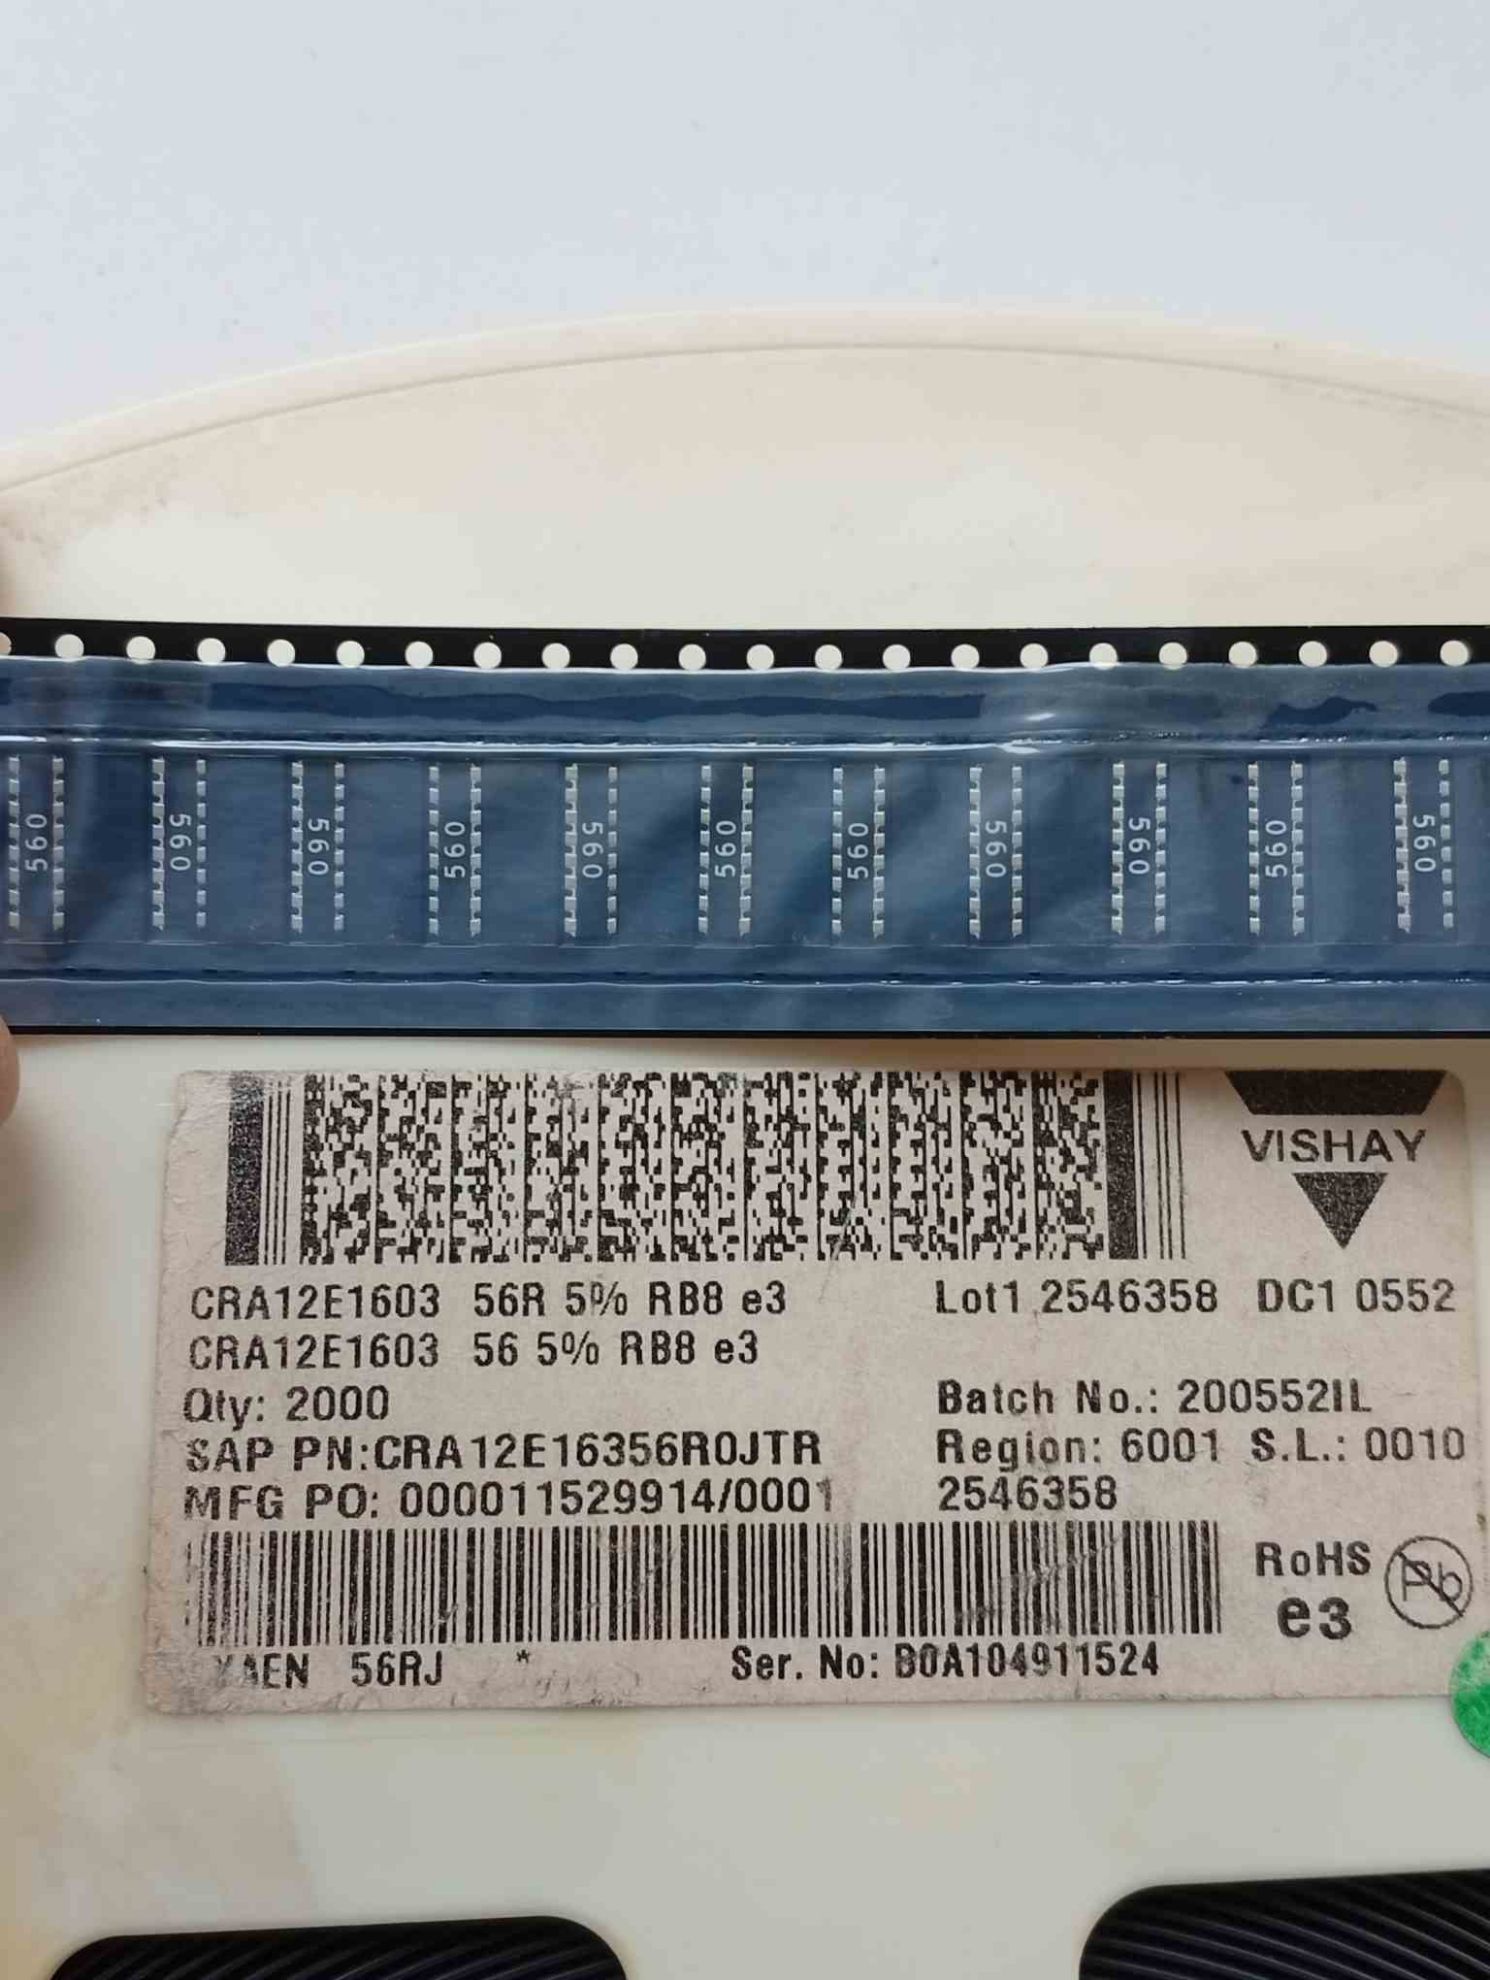 560 560 560 560 560 560 560 560 560 560 560
VISHAY
CRA12E1603 56R 5% RB8 e3 Lot1 2546358 DC1 0552
CRA12E1603 56 5% RB8 e3
Qty: 2000 Batch No.: 200552IL
SAP PN:CRA12E16356R0JTR Region: 6001 S.L.: 0010
MFG PO: 000011529914/0001 2546358
RoHS
Pb
e3
56RJ * Ser. No: B0A104911524